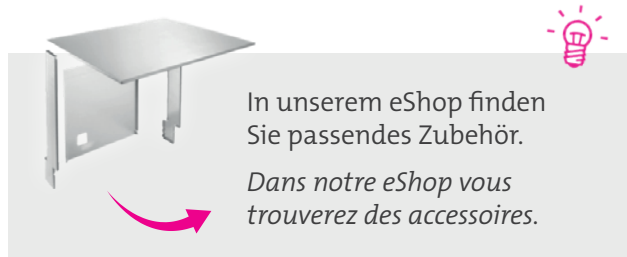 In unserem eShop finden
Sie passendes Zubehör.
Dans notre eShop vous
trouverez des accessoires.